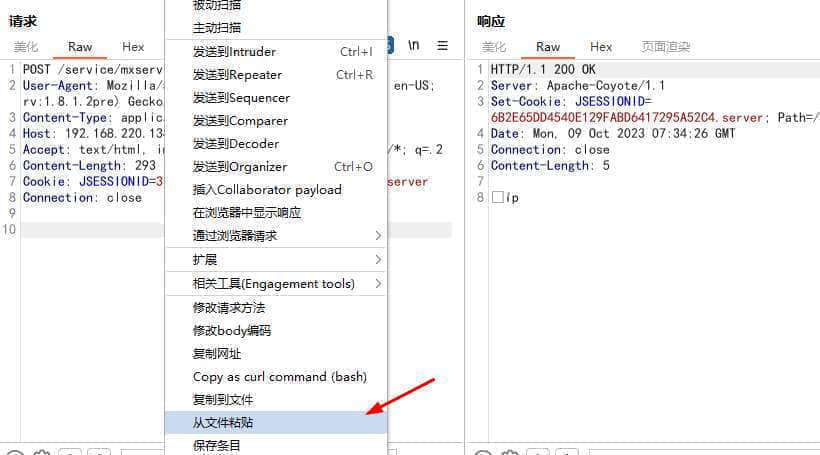 请求
美化 Raw Hex
\n
1 POST /service/mxserv
2 User-Agent: Mozilla/ en-US;
rv:1.8.1.2pre) Gecko
3 Content-Type: applic
4 Host: 192.168.220.13
5 Accept: text/html, i /*; q=.2
6 Content-Length: 293
7 Cookie: JSESSIONID=3 server
8 Connection: close
9
10
被动扫描
主动扫描
发送到Intruder Ctrl+I
发送到Repeater Ctrl+R
发送到Sequencer
发送到Comparer
发送到Decoder
发送到Organizer Ctrl+O
插入Collaborator payload
在浏览器中显示响应
通过浏览器请求
扩展
相关工具(Engagement tools)
修改请求方法
修改body编码
复制网址
Copy as curl command (bash)
复制到文件
从文件粘贴
保存条目
响应
美化 Raw Hex 页面渲染
1 HTTP/1.1 200 OK
2 Server: Apache-Coyote/1.1
3 Set-Cookie: JSESSIONID=
6B2E65DD4540E129FABD6417295A52C4.server; Path=/
4 Date: Mon, 09 Oct 2023 07:34:26 GMT
5 Connection: close
6 Content-Length: 5
7
8 ip